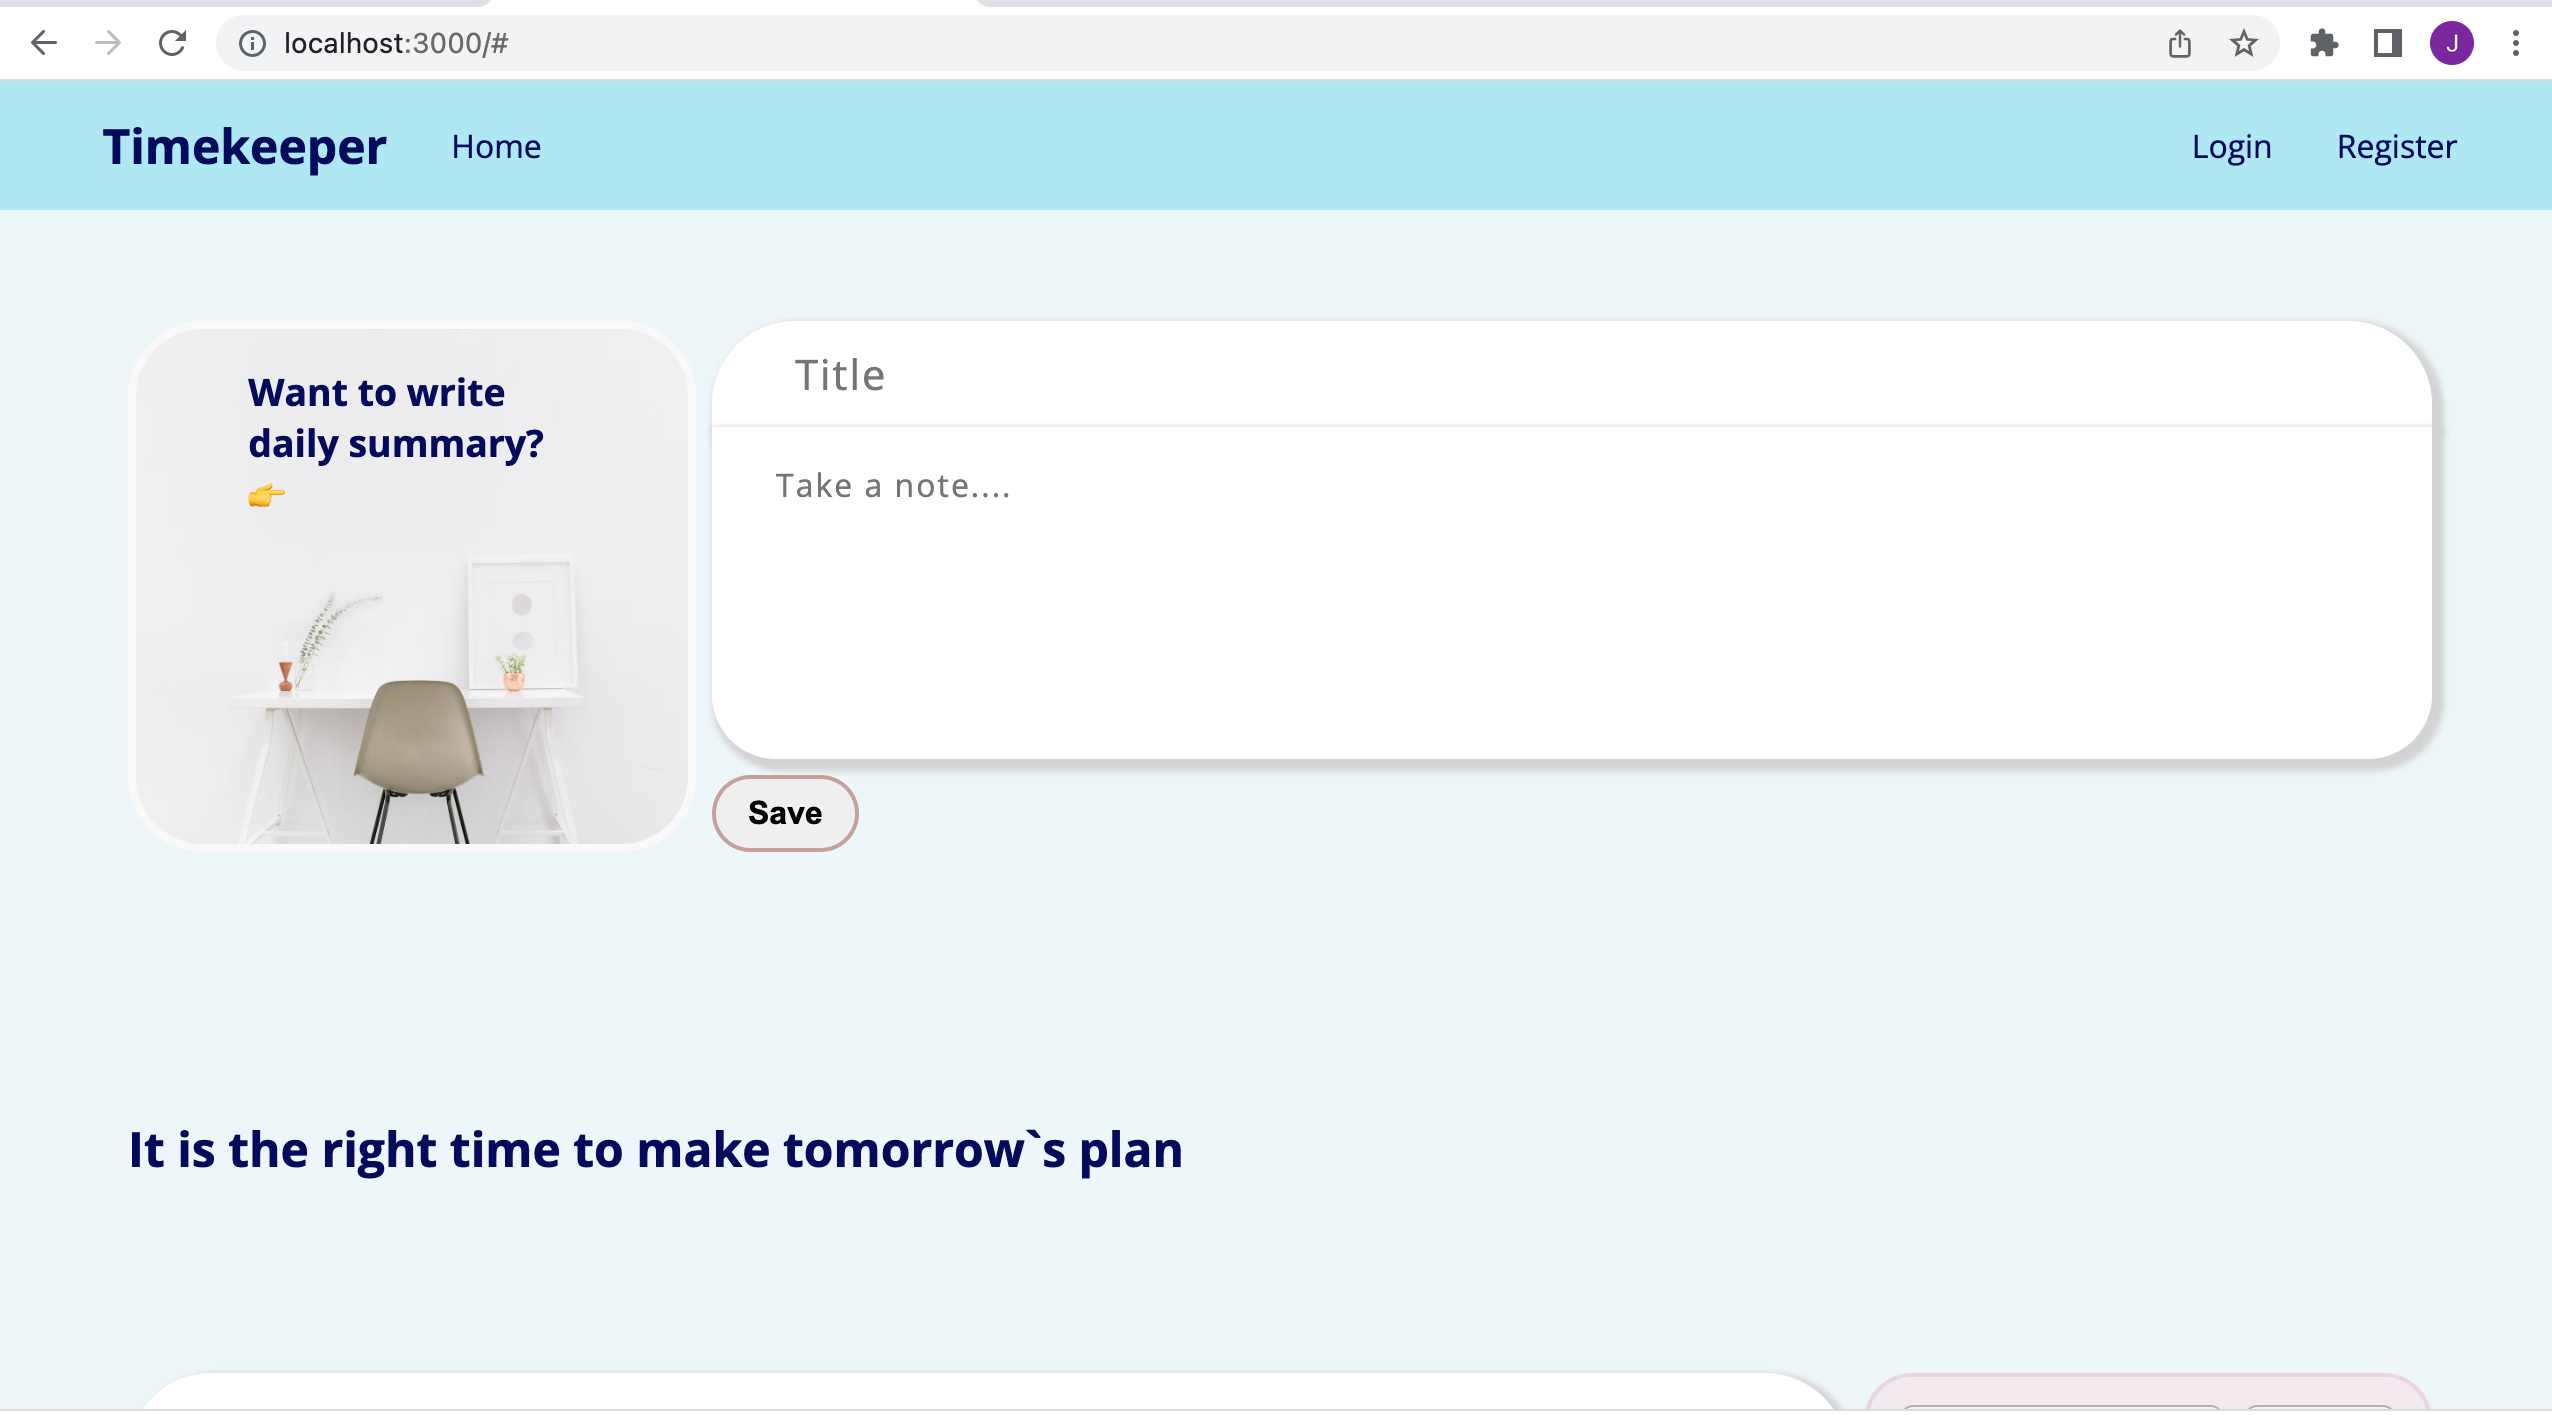 localhost:3000/#
J
Timekeeper Home Login Register
Want to write
daily summary?
👉
Title
Take a note....
Save
It is the right time to make tomorrow`s plan